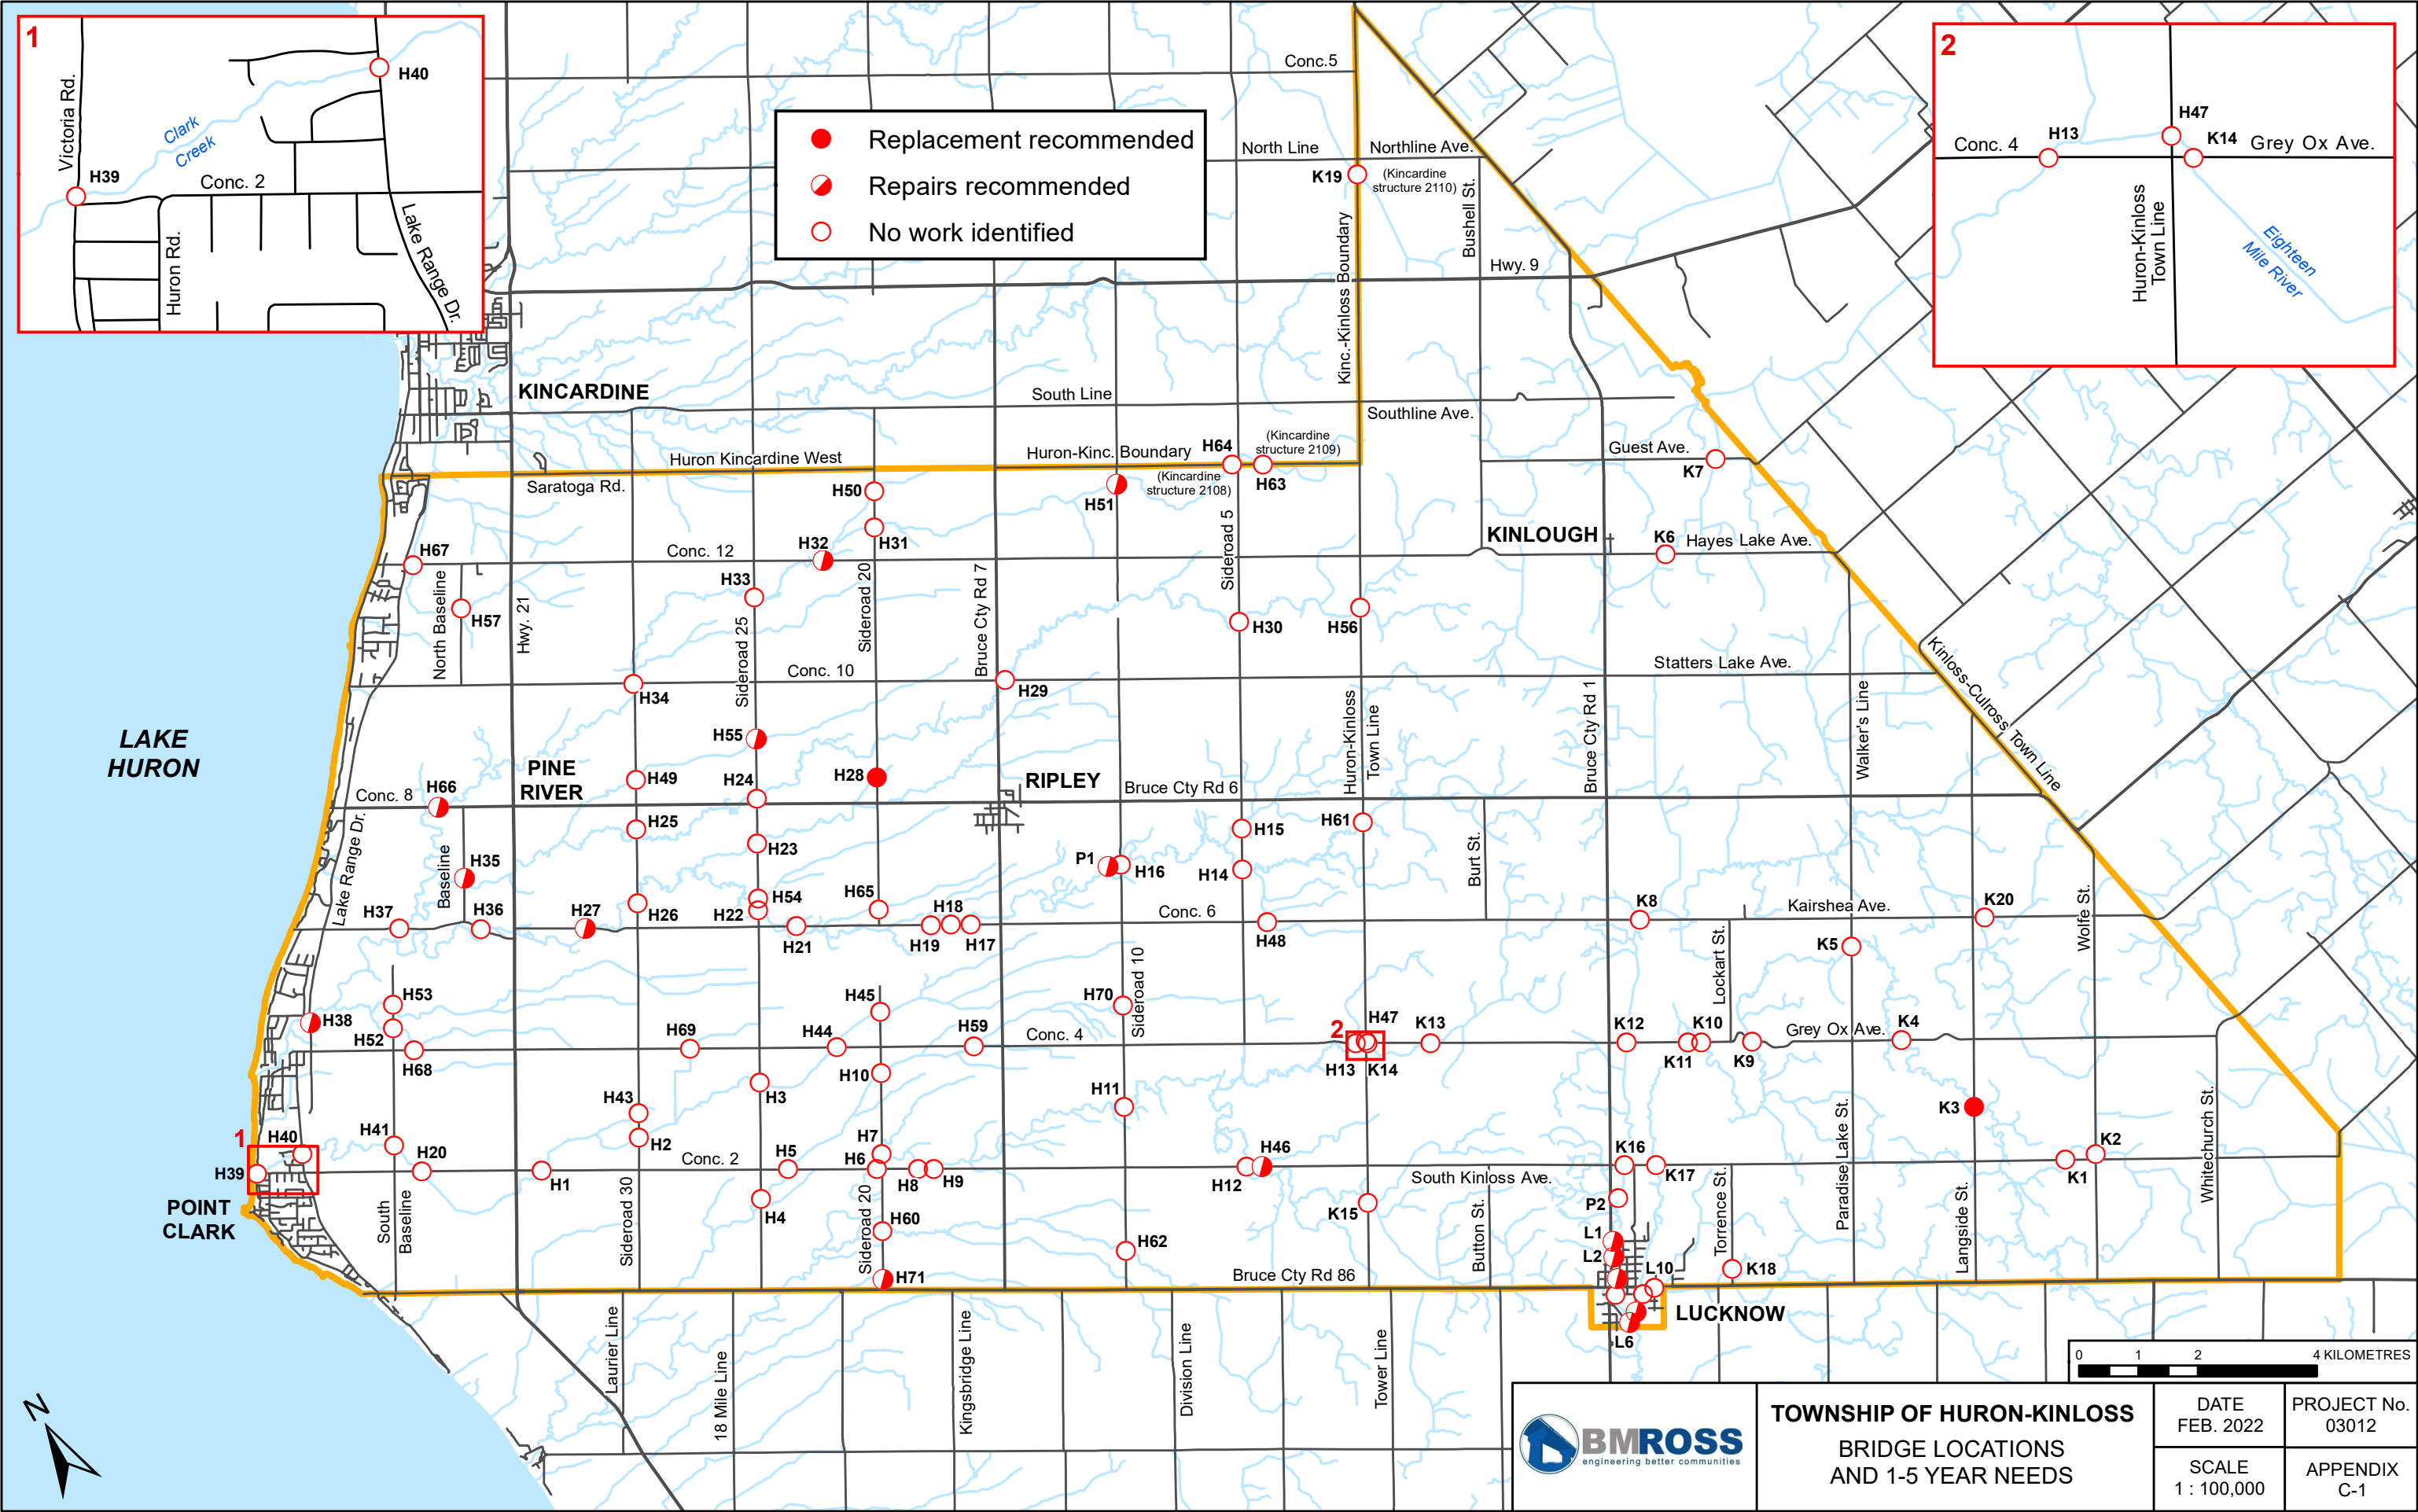 1
Victoria Rd.
Clark
Creek
H40
H39
Conc. 2
Huron Rd.
Lake Range Dr.
Replacement recommended
Repairs recommended
No work identified
Conc.5
North Line
Northline Ave.
K19
(Kincardine
structure 2110)
Bushell St.
Kinc.-Kinloss Boundary
Hwy. 9
2
H47
Conc. 4
H13
K14
Grey Ox Ave.
Huron-Kinloss
Town Line
Eighteen
Mile River
KINCARDINE
South Line
Southline Ave.
Huron Kincardine West
Huron-Kinc. Boundary
H64
(Kincardine
structure 2109)
Guest Ave.
K7
Saratoga Rd.
H50
H51
(Kincardine
structure 2108)
H63
H67
Conc. 12
H32
H31
Sideroad 5
KINLOUGH
K6
Hayes Lake Ave.
North Baseline
H57
Hwy. 21
H33
Sideroad 25
Sideroad 20
Bruce Cty Rd 7
H30
H56
Conc. 10
H34
H29
Statters Lake Ave.
Kinloss-Culross Town Line
LAKE
HURON
H55
Huron-Kinloss
Town Line
Bruce Cty Rd 1
Walker's Line
PINE
RIVER
H49
H24
H28
RIPLEY
Bruce Cty Rd 6
H66
Conc. 8
Lake Range Dr.
H25
H23
H15
H61
Burt St.
Baseline
H35
P1
H16
H14
H37
H36
H27
H26
H54
H22
H21
H65
H18
H19
H17
Conc. 6
H48
K8
Kairshea Ave.
K20
K5
Lockart St.
Wolfe St.
H53
H38
H52
H68
H69
H44
H45
H59
Conc. 4
H70
Sideroad 10
2
H47
K13
H13
K14
K12
K10
K11
K9
Grey Ox Ave.
K4
H10
H3
H11
H43
H2
K3
Paradise Lake St.
Whitechurch St.
1
H40
H39
H41
H20
H1
Conc. 2
H5
H7
H6
H8
H9
H46
H12
South Kinloss Ave.
K16
K17
K2
K1
POINT
CLARK
South
Baseline
Sideroad 30
H4
Sideroad 20
H60
H62
K15
Button St.
P2
Torrence St.
Langside St.
L1
L2
L10
K18
H71
Bruce Cty Rd 86
LUCKNOW
L6
Laurier Line
18 Mile Line
Kingsbridge Line
Division Line
Tower Line
0 1 2 4 KILOMETRES
N
BMROSS
engineering better communities
TOWNSHIP OF HURON-KINLOSS
BRIDGE LOCATIONS
AND 1-5 YEAR NEEDS
DATE
FEB. 2022
PROJECT No.
03012
SCALE
1 : 100,000
APPENDIX
C-1